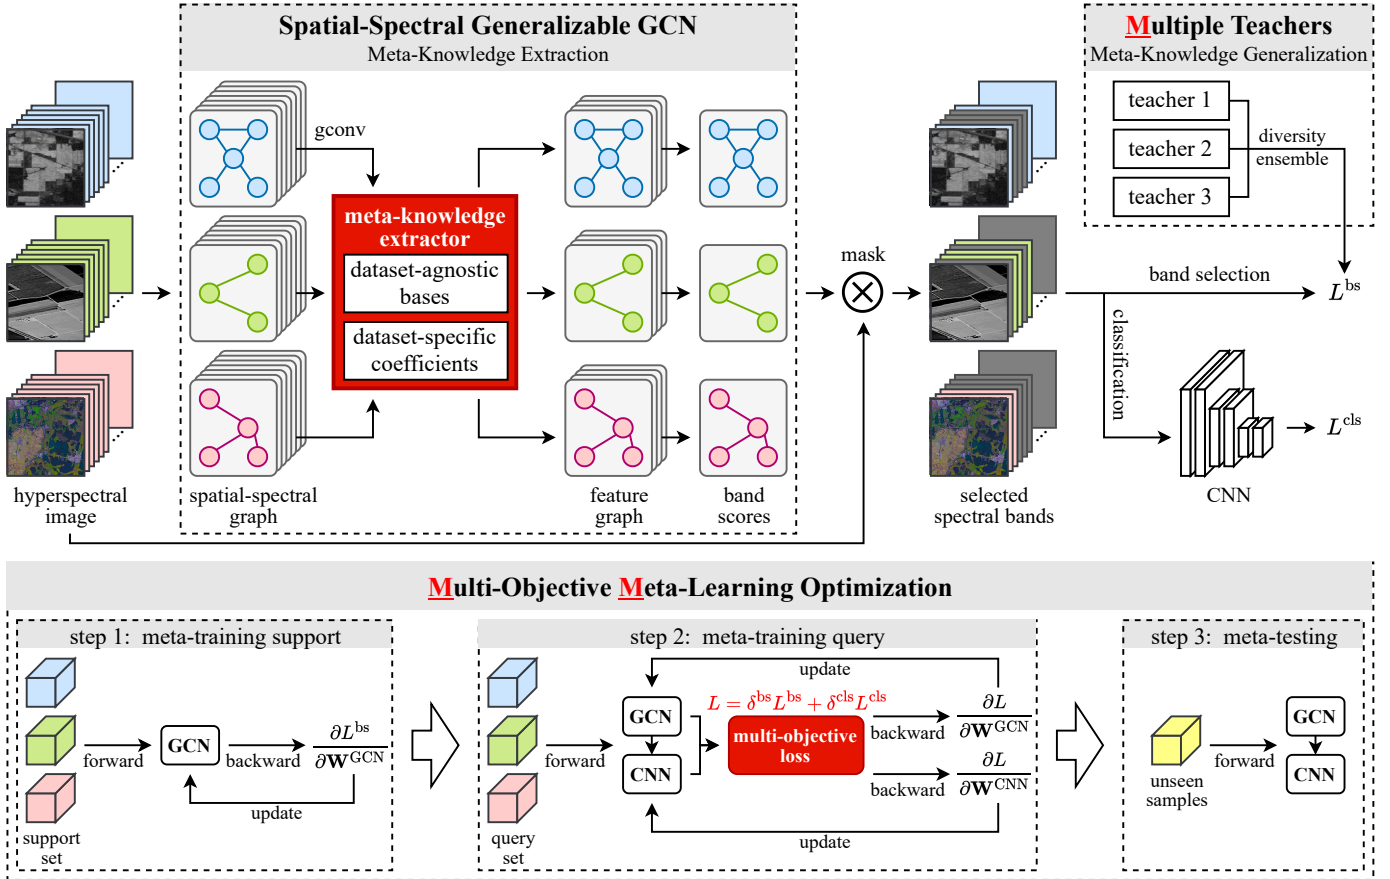 Spatial-Spectral Generalizable GCN
Meta-Knowledge Extraction
Multiple Teachers
Meta-Knowledge Generalization
teacher 1
teacher 2
teacher 3
diversity
ensemble
gconv
meta-knowledge
extractor
dataset-agnostic
bases
dataset-specific
coefficients
mask
band selection
L^bs
classification
L^cls
CNN
hyperspectral
image
spatial-spectral
graph
feature
graph
band
scores
selected
spectral bands
Multi-Objective Meta-Learning Optimization
step 1: meta-training support
forward
GCN
backward
∂L^bs
∂W^GCN
update
support
set
step 2: meta-training query
update
L = δ^bs L^bs + δ^cls L^cls
forward
GCN
CNN
multi-objective
loss
backward
∂L
∂W^GCN
backward
∂L
∂W^CNN
update
query
set
step 3: meta-testing
unseen
samples
forward
GCN
CNN